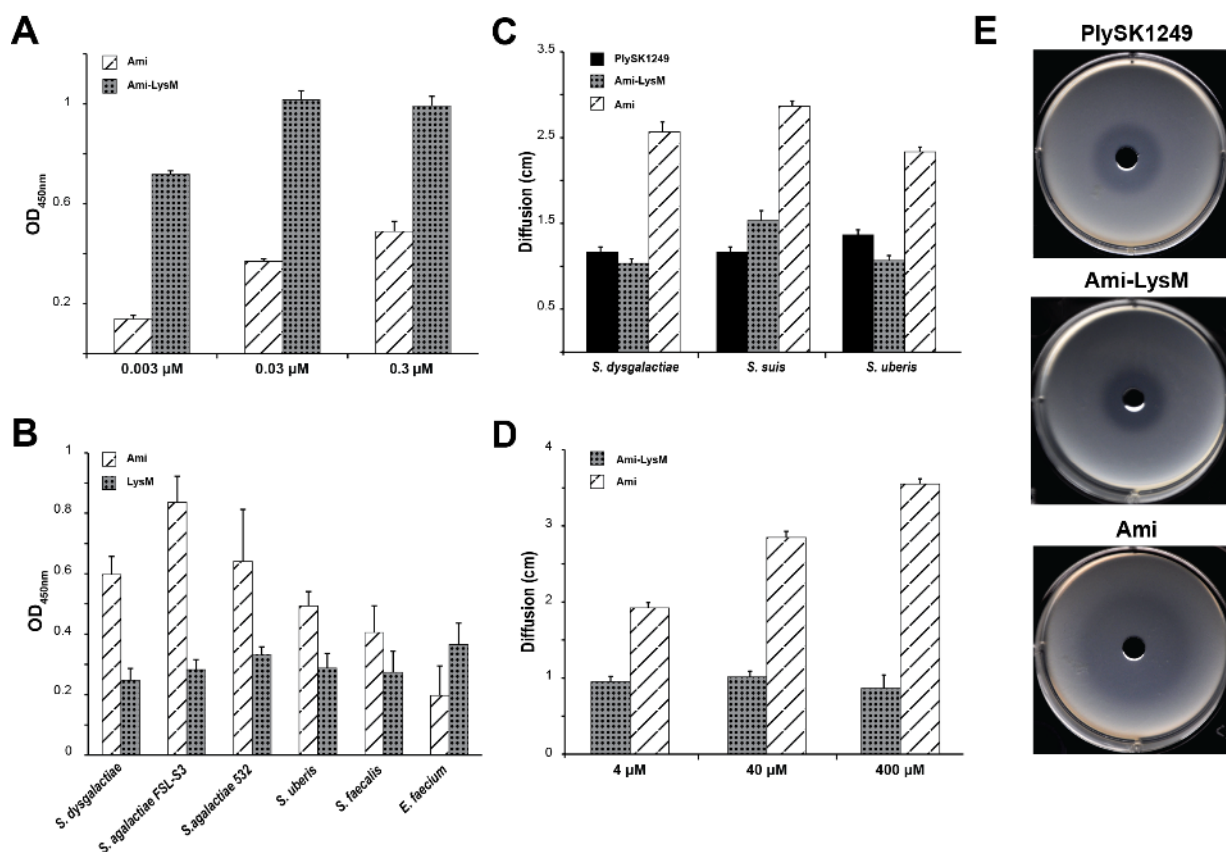 A
Ami
Ami-LysM
OD450nm
1
0.6
0.2
0.003 µM
0.03 µM
0.3 µM
B
Ami
LysM
OD450nm
1
0.8
0.6
0.4
0.2
0
S. dysgalactiae
S. agalactiae FSL-S3
S.agalactiae 532
S. uberis
S. faecalis
E. faecium
C
PlySK1249
Ami-LysM
Ami
Diffusion (cm)
3.5
2.5
1.5
0.5
S. dysgalactiae
S. suis
S. uberis
D
Ami-LysM
Ami
Diffusion (cm)
4
3
2
1
0
4 µM
40 µM
400 µM
E
PlySK1249
Ami-LysM
Ami